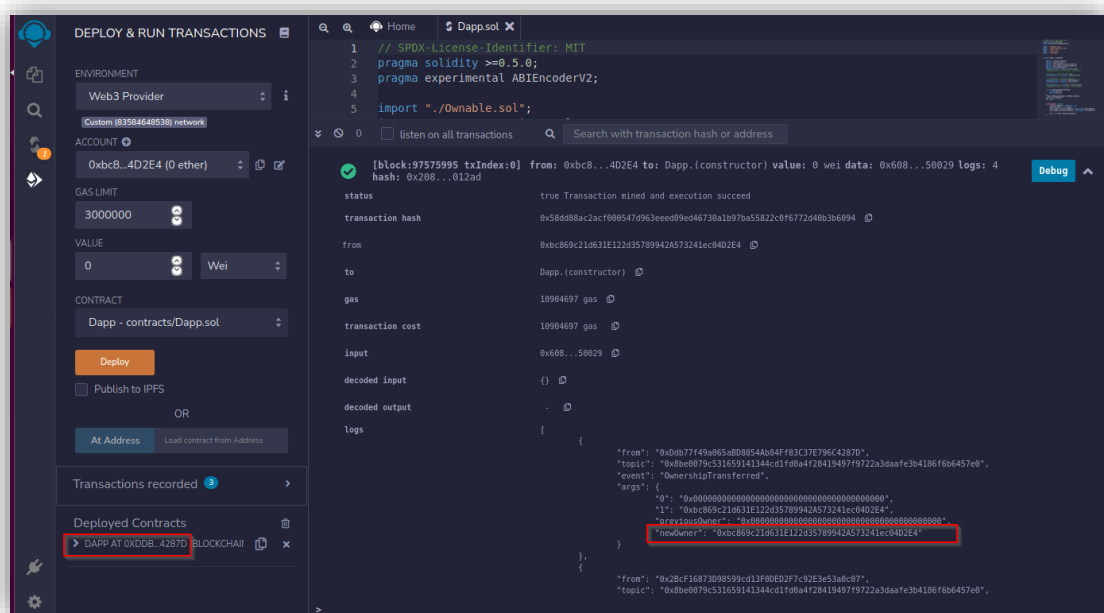 DEPLOY & RUN TRANSACTIONS
ENVIRONMENT
Web3 Provider
i
Custom (83584648538) network
ACCOUNT
0xbc8...4D2E4 (0 ether)
GAS LIMIT
3000000
VALUE
0
Wei
CONTRACT
Dapp - contracts/Dapp.sol
Deploy
Publish to IPFS
OR
At Address
Load contract from Address
Transactions recorded 3
Deployed Contracts
DAPP AT 0XDDB...4287D (BLOCKCHAI
1
Home
Dapp.sol
1 // SPDX-License-Identifier: MIT
2 pragma solidity >=0.5.0;
3 pragma experimental ABIEncoderV2;
4
5 import "./Ownable.sol";
0
listen on all transactions
Search with transaction hash or address
[block:97575995 txIndex:0] from: 0xbc8...4D2E4 to: Dapp.(constructor) value: 0 wei data: 0x608...50029 logs: 4
hash: 0x208...012ad
Debug
status true Transaction mined and execution succeed
transaction hash 0x58dd88ac2acf000547d963eeed09ed46730a1b97ba55822c0f6772d40b3b6094
from 0xbc869c21d631E122d35789942A573241ec04D2E4
to Dapp.(constructor)
gas 10904697 gas
transaction cost 10904697 gas
input 0x608...50029
decoded input {}
decoded output -
logs [
{
"from": "0xDdb77f49a065aBD8854Ab84Ff83C37E796C4287D",
"topic": "0x8be0079c531659141344cd1fd0a4f28419497f9722a3daafe3b4186f6b6457e0",
"event": "OwnershipTransferred",
"args": {
"0": "0x0000000000000000000000000000000000000000",
"1": "0xbc869c21d631E122d35789942A573241ec04D2E4",
"previousOwner": "0x0000000000000000000000000000000000000000",
"newOwner": "0xbc869c21d631E122d35789942A573241ec04D2E4"
}
},
{
"from": "0x2BcF16873D98599cd13F0DED2F7c92E3e53a0c07",
"topic": "0x8be0079c531659141344cd1fd0a4f28419497f9722a3daafe3b4186f6b6457e0",
>